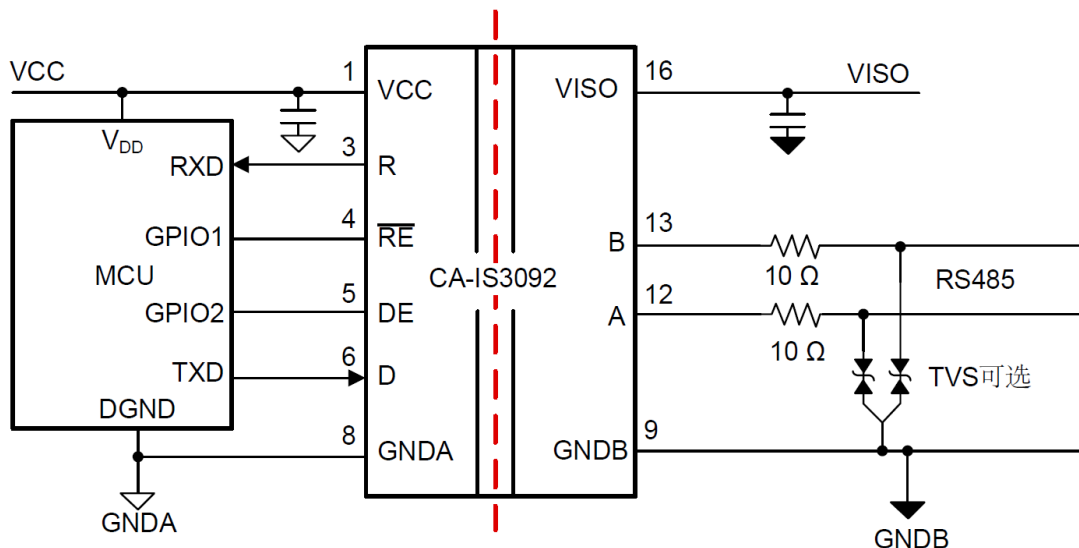 VCC
1
VCC
VISO
16
VISO
VDD
RXD
3
R
GPIO1
4
RE
13
B
10 Ω
RS485
MCU
CA-IS3092
GPIO2
5
DE
12
A
10 Ω
TXD
6
D
TVS可选
DGND
8
GNDA
9
GNDB
GNDA
GNDB